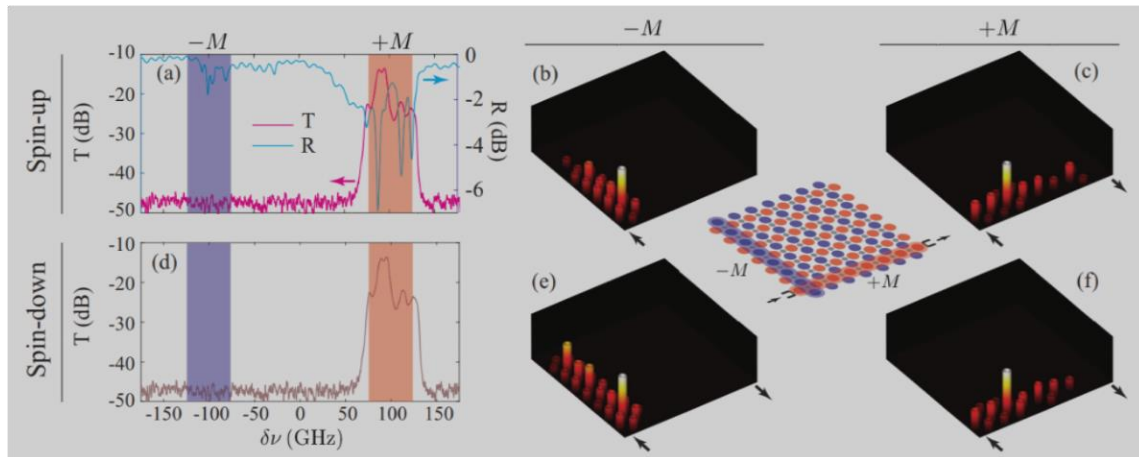 −M
+M
−M
+M
Spin-up
Spin-down
(a)
T (dB)
-10
-20
-30
-40
-50
T
R
0
-2
-4
-6
R (dB)
(b)
(c)
(d)
T (dB)
-10
-20
-30
-40
-50
-150
-100
-50
0
50
100
150
δν (GHz)
−M
+M
(e)
(f)